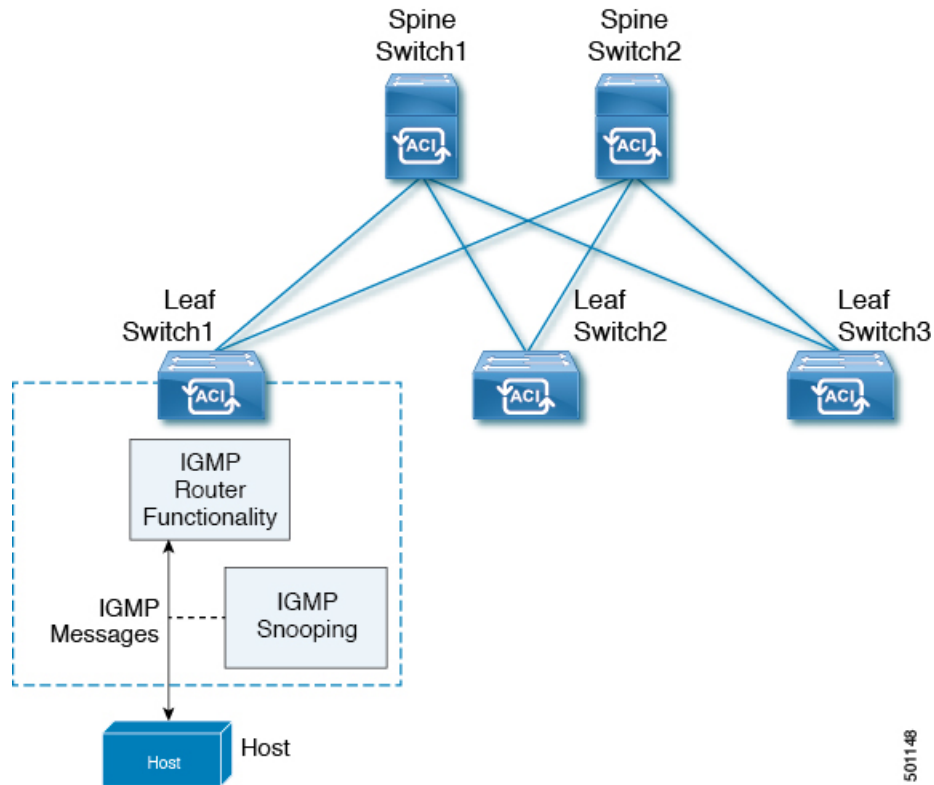 Spine
Switch1
Spine
Switch2
ACI
ACI
Leaf
Switch1
Leaf
Switch2
Leaf
Switch3
ACI
ACI
ACI
IGMP
Router
Functionality
IGMP
Messages
IGMP
Snooping
Host
Host
501148